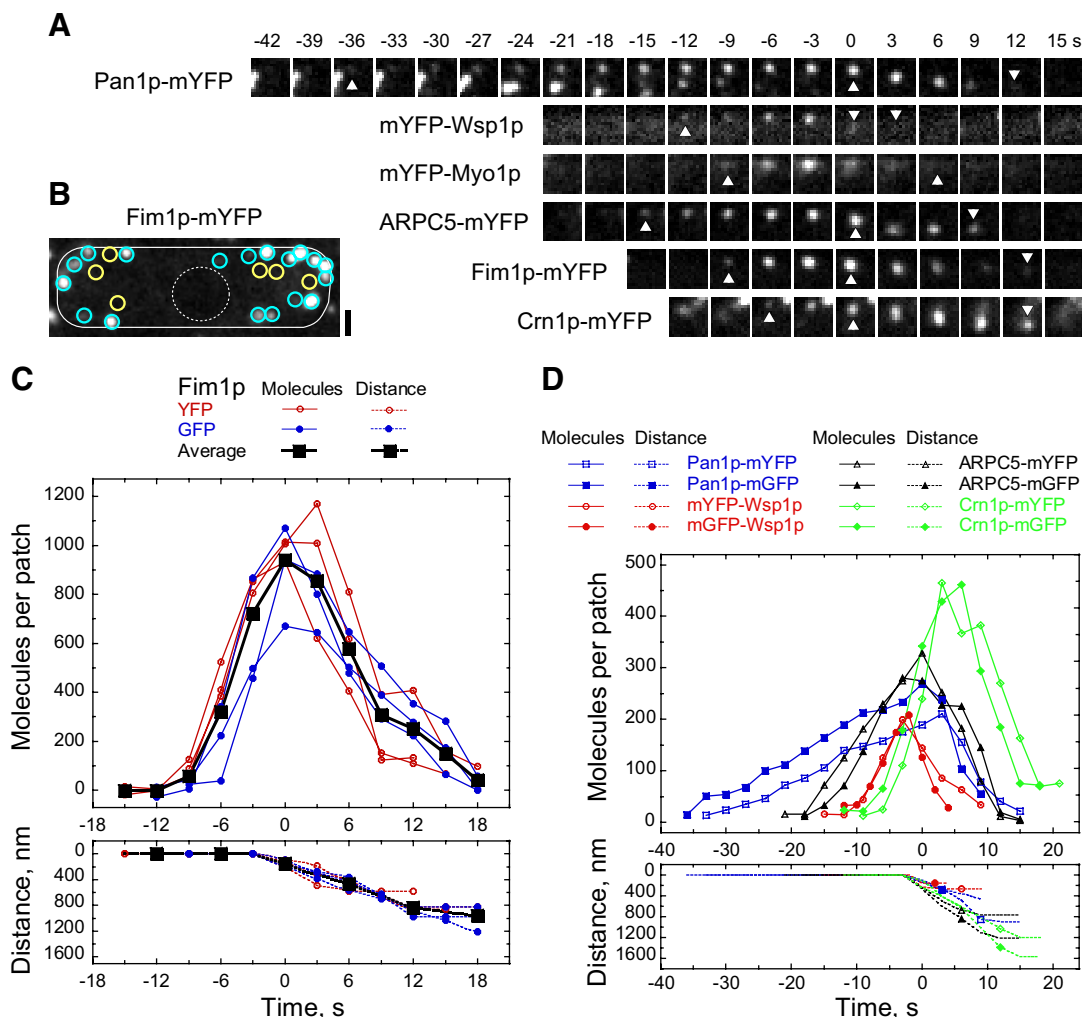 A
-42 -39 -36 -33 -30 -27 -24 -21 -18 -15 -12 -9 -6 -3 0 3 6 9 12 15 s
Pan1p-mYFP
mYFP-Wsp1p
mYFP-Myo1p
ARPC5-mYFP
Fim1p-mYFP
Crn1p-mYFP
B
Fim1p-mYFP
C
Fim1p Molecules Distance
YFP
GFP
Average
Molecules per patch
1200
1000
800
600
400
200
0
-18 -12 -6 0 6 12 18
Distance, nm
0
400
800
1200
1600
-18 -12 -6 0 6 12 18
Time, s
D
Molecules Distance Molecules Distance
Pan1p-mYFP ARPC5-mYFP
Pan1p-mGFP ARPC5-mGFP
mYFP-Wsp1p Crn1p-mYFP
mGFP-Wsp1p Crn1p-mGFP
Molecules per patch
500
400
300
200
100
0
-40 -30 -20 -10 0 10 20
Distance, nm
0
400
800
1200
1600
-40 -30 -20 -10 0 10 20
Time, s